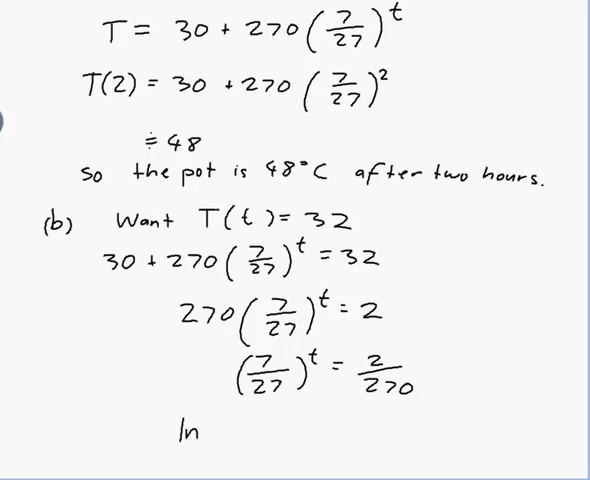 T = 30 + 270 (7/27)^t
T(2) = 30 + 270 (7/27)^2
≐ 48
So the pot is 48°C after two hours.
(b) Want T(t) = 32
30 + 270 (7/27)^t = 32
270 (7/27)^t = 2
(7/27)^t = 2/270
ln